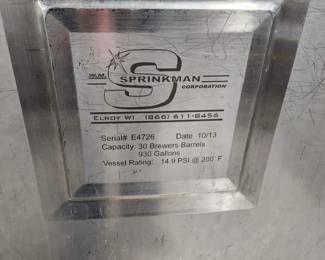 W.M.
SPRINKMAN
CORPORATION
ELROY WI (866) 611-8456
Serial# E4726 Date 10/13
Capacity: 30 Brewers Barrels
930 Gallons
Vessel Rating: 14.9 PSI @ 200° F